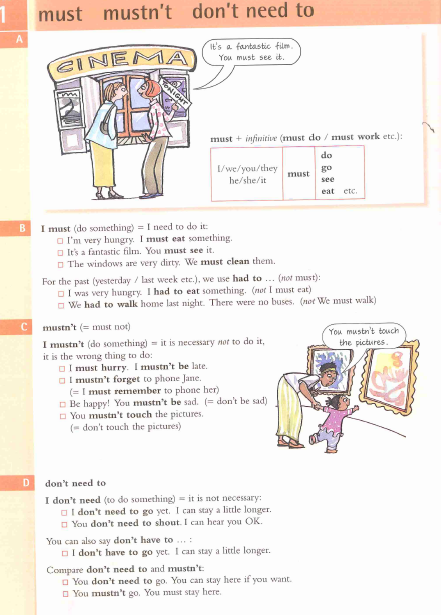 1 must mustn't don't need to
A
CINEMA
TONIGHT
It's a fantastic film.
You must see it.
must + infinitive (must do / must work etc.):
I/we/you/they
he/she/it
must
do
go
see
eat etc.
B
I must (do something) = I need to do it:
I'm very hungry. I must eat something.
It's a fantastic film. You must see it.
The windows are very dirty. We must clean them.
For the past (yesterday / last week etc.), we use had to ... (not must):
I was very hungry. I had to eat something. (not I must eat)
We had to walk home last night. There were no buses. (not We must walk)
C
mustn't (= must not)
I mustn't (do something) = it is necessary not to do it,
it is the wrong thing to do:
I must hurry. I mustn't be late.
I mustn't forget to phone Jane.
(= I must remember to phone her)
Be happy! You mustn't be sad. (= don't be sad)
You mustn't touch the pictures.
(= don't touch the pictures)
You mustn't touch
the pictures.
D
don't need to
I don't need (to do something) = it is not necessary:
I don't need to go yet. I can stay a little longer.
You don't need to shout. I can hear you OK.
You can also say don't have to ... :
I don't have to go yet. I can stay a little longer.
Compare don't need to and mustn't:
You don't need to go. You can stay here if you want.
You mustn't go. You must stay here.